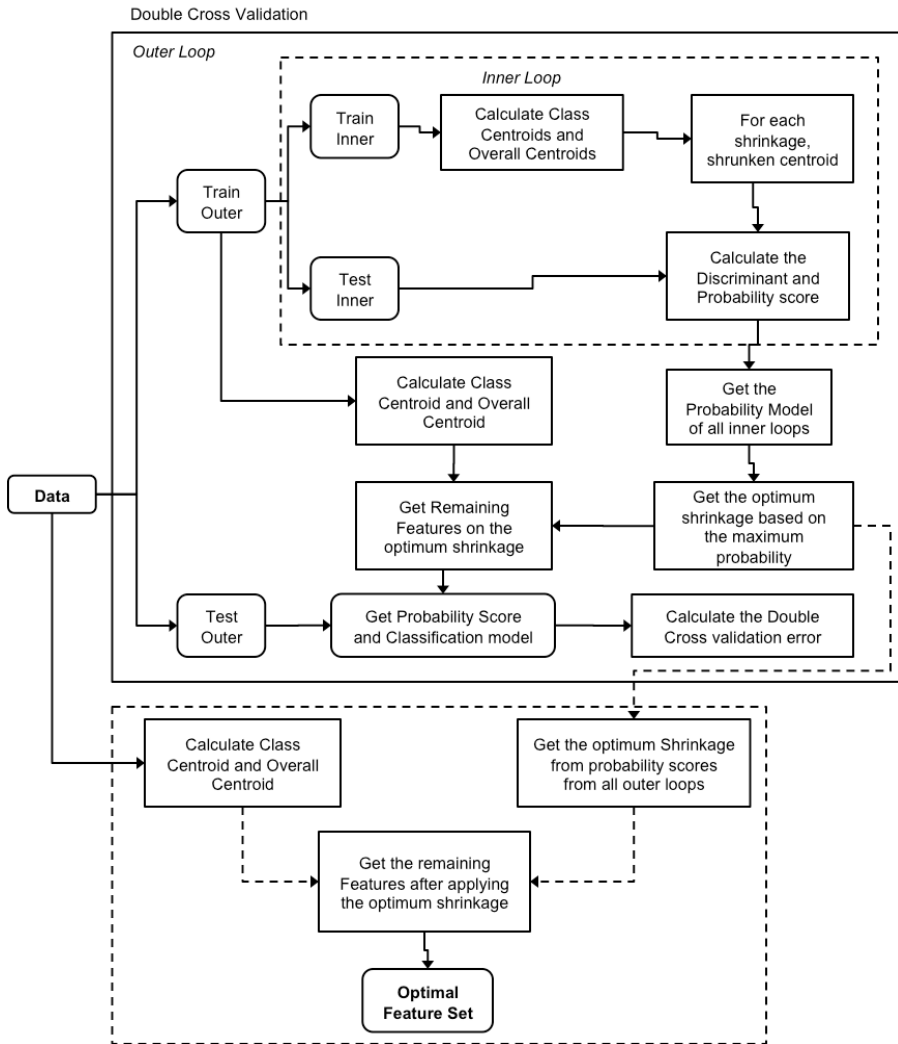 Double Cross Validation
Outer Loop
Inner Loop
Train
Inner
Calculate Class
Centroids and
Overall Centroids
For each
shrinkage,
shrunken centroid
Train
Outer
Test
Inner
Calculate the
Discriminant and
Probability score
Calculate Class
Centroid and Overall
Centroid
Get the
Probability Model
of all inner loops
Data
Get Remaining
Features on the
optimum shrinkage
Get the optimum
shrinkage based on
the maximum
probability
Test
Outer
Get Probability Score
and Classification model
Calculate the Double
Cross validation error
Calculate Class
Centroid and Overall
Centroid
Get the optimum Shrinkage
from probability scores
from all outer loops
Get the remaining
Features after applying
the optimum shrinkage
Optimal
Feature Set